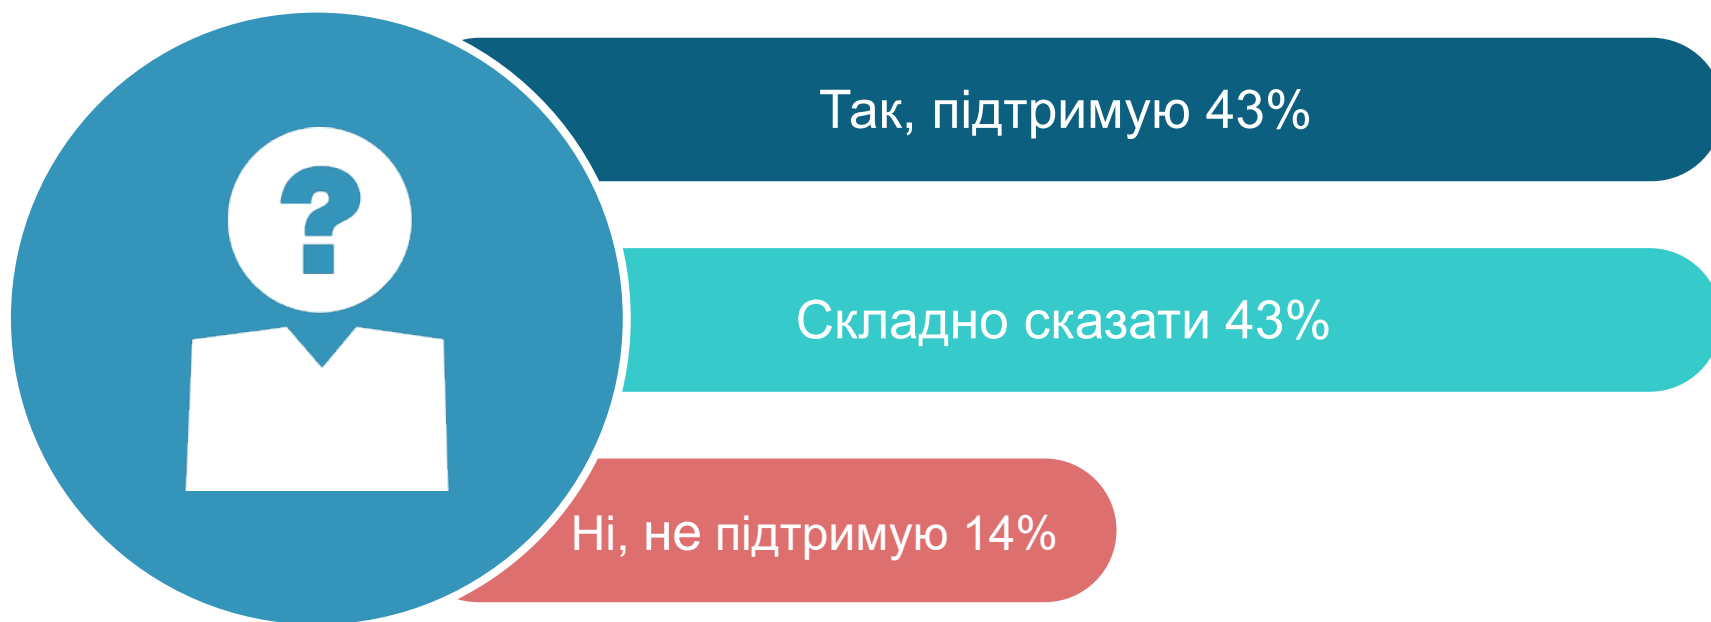 ?
Так, підтримую 43%
Складно сказати 43%
Ні, не підтримую 14%